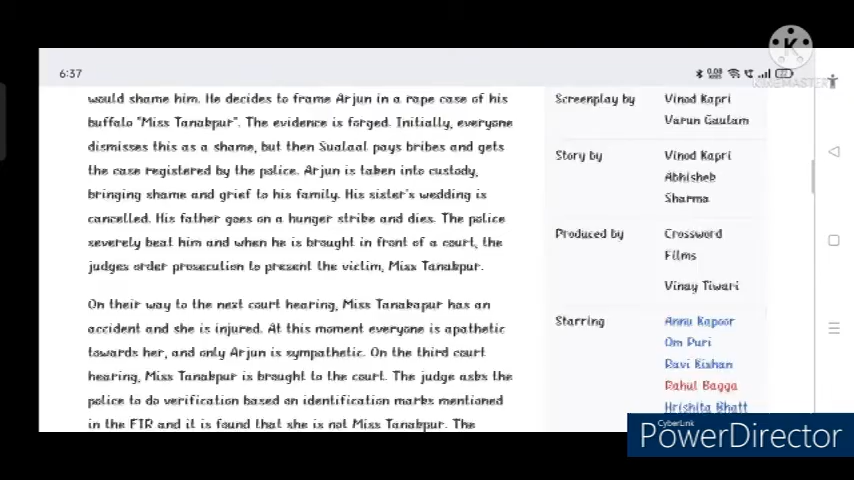 6:37
would shame him. He decides to frame Arjun in a rape case of his
buffalo "Miss Tanakpur". The evidence is forged. Initially, everyone
dismisses this as a shame, but then Sualaal pays bribes and gets
the case registered by the police. Arjun is taken into custody,
bringing shame and grief to his family. His sister's wedding is
cancelled. His father goes on a hunger strike and dies. The police
severely beat him and when he is brought in front of a court, the
judges order prosecution to present the victim, Miss Tanakpur.
On their way to the next court hearing, Miss Tanakapur has an
accident and she is injured. At this moment everyone is apathetic
towards her, and only Arjun is sympathetic. On the third court
hearing, Miss Tanakpur is brought to the court. The judge asks the
police to do verification based on identification marks mentioned
in the FIR and it is found that she is not Miss Tanakpur. The
Screenplay by
Vinod Kapri
Varun Gautam
Story by
Vinod Kapri
Abhisheb
Sharma
Produced by
Crossword
Films
Vinay Tiwari
Starring
Annu Kapoor
Om Puri
Ravi Kishan
Rahul Bagga
Hrishita Bhatt
K
KINEMASTER
CyberLink
PowerDirector